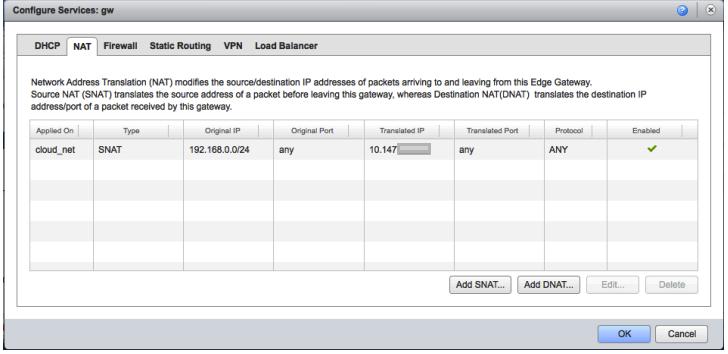 Configure Services: gw
DHCP NAT Firewall Static Routing VPN Load Balancer
Network Address Translation (NAT) modifies the source/destination IP addresses of packets arriving to and leaving from this Edge Gateway.
Source NAT (SNAT) translates the source address of a packet before leaving this gateway, whereas Destination NAT(DNAT) translates the destination IP
address/port of a packet received by this gateway.
Applied On Type Original IP Original Port Translated IP Translated Port Protocol Enabled
cloud_net SNAT 192.168.0.0/24 any 10.147 any ANY
Add SNAT... Add DNAT... Edit... Delete
OK Cancel